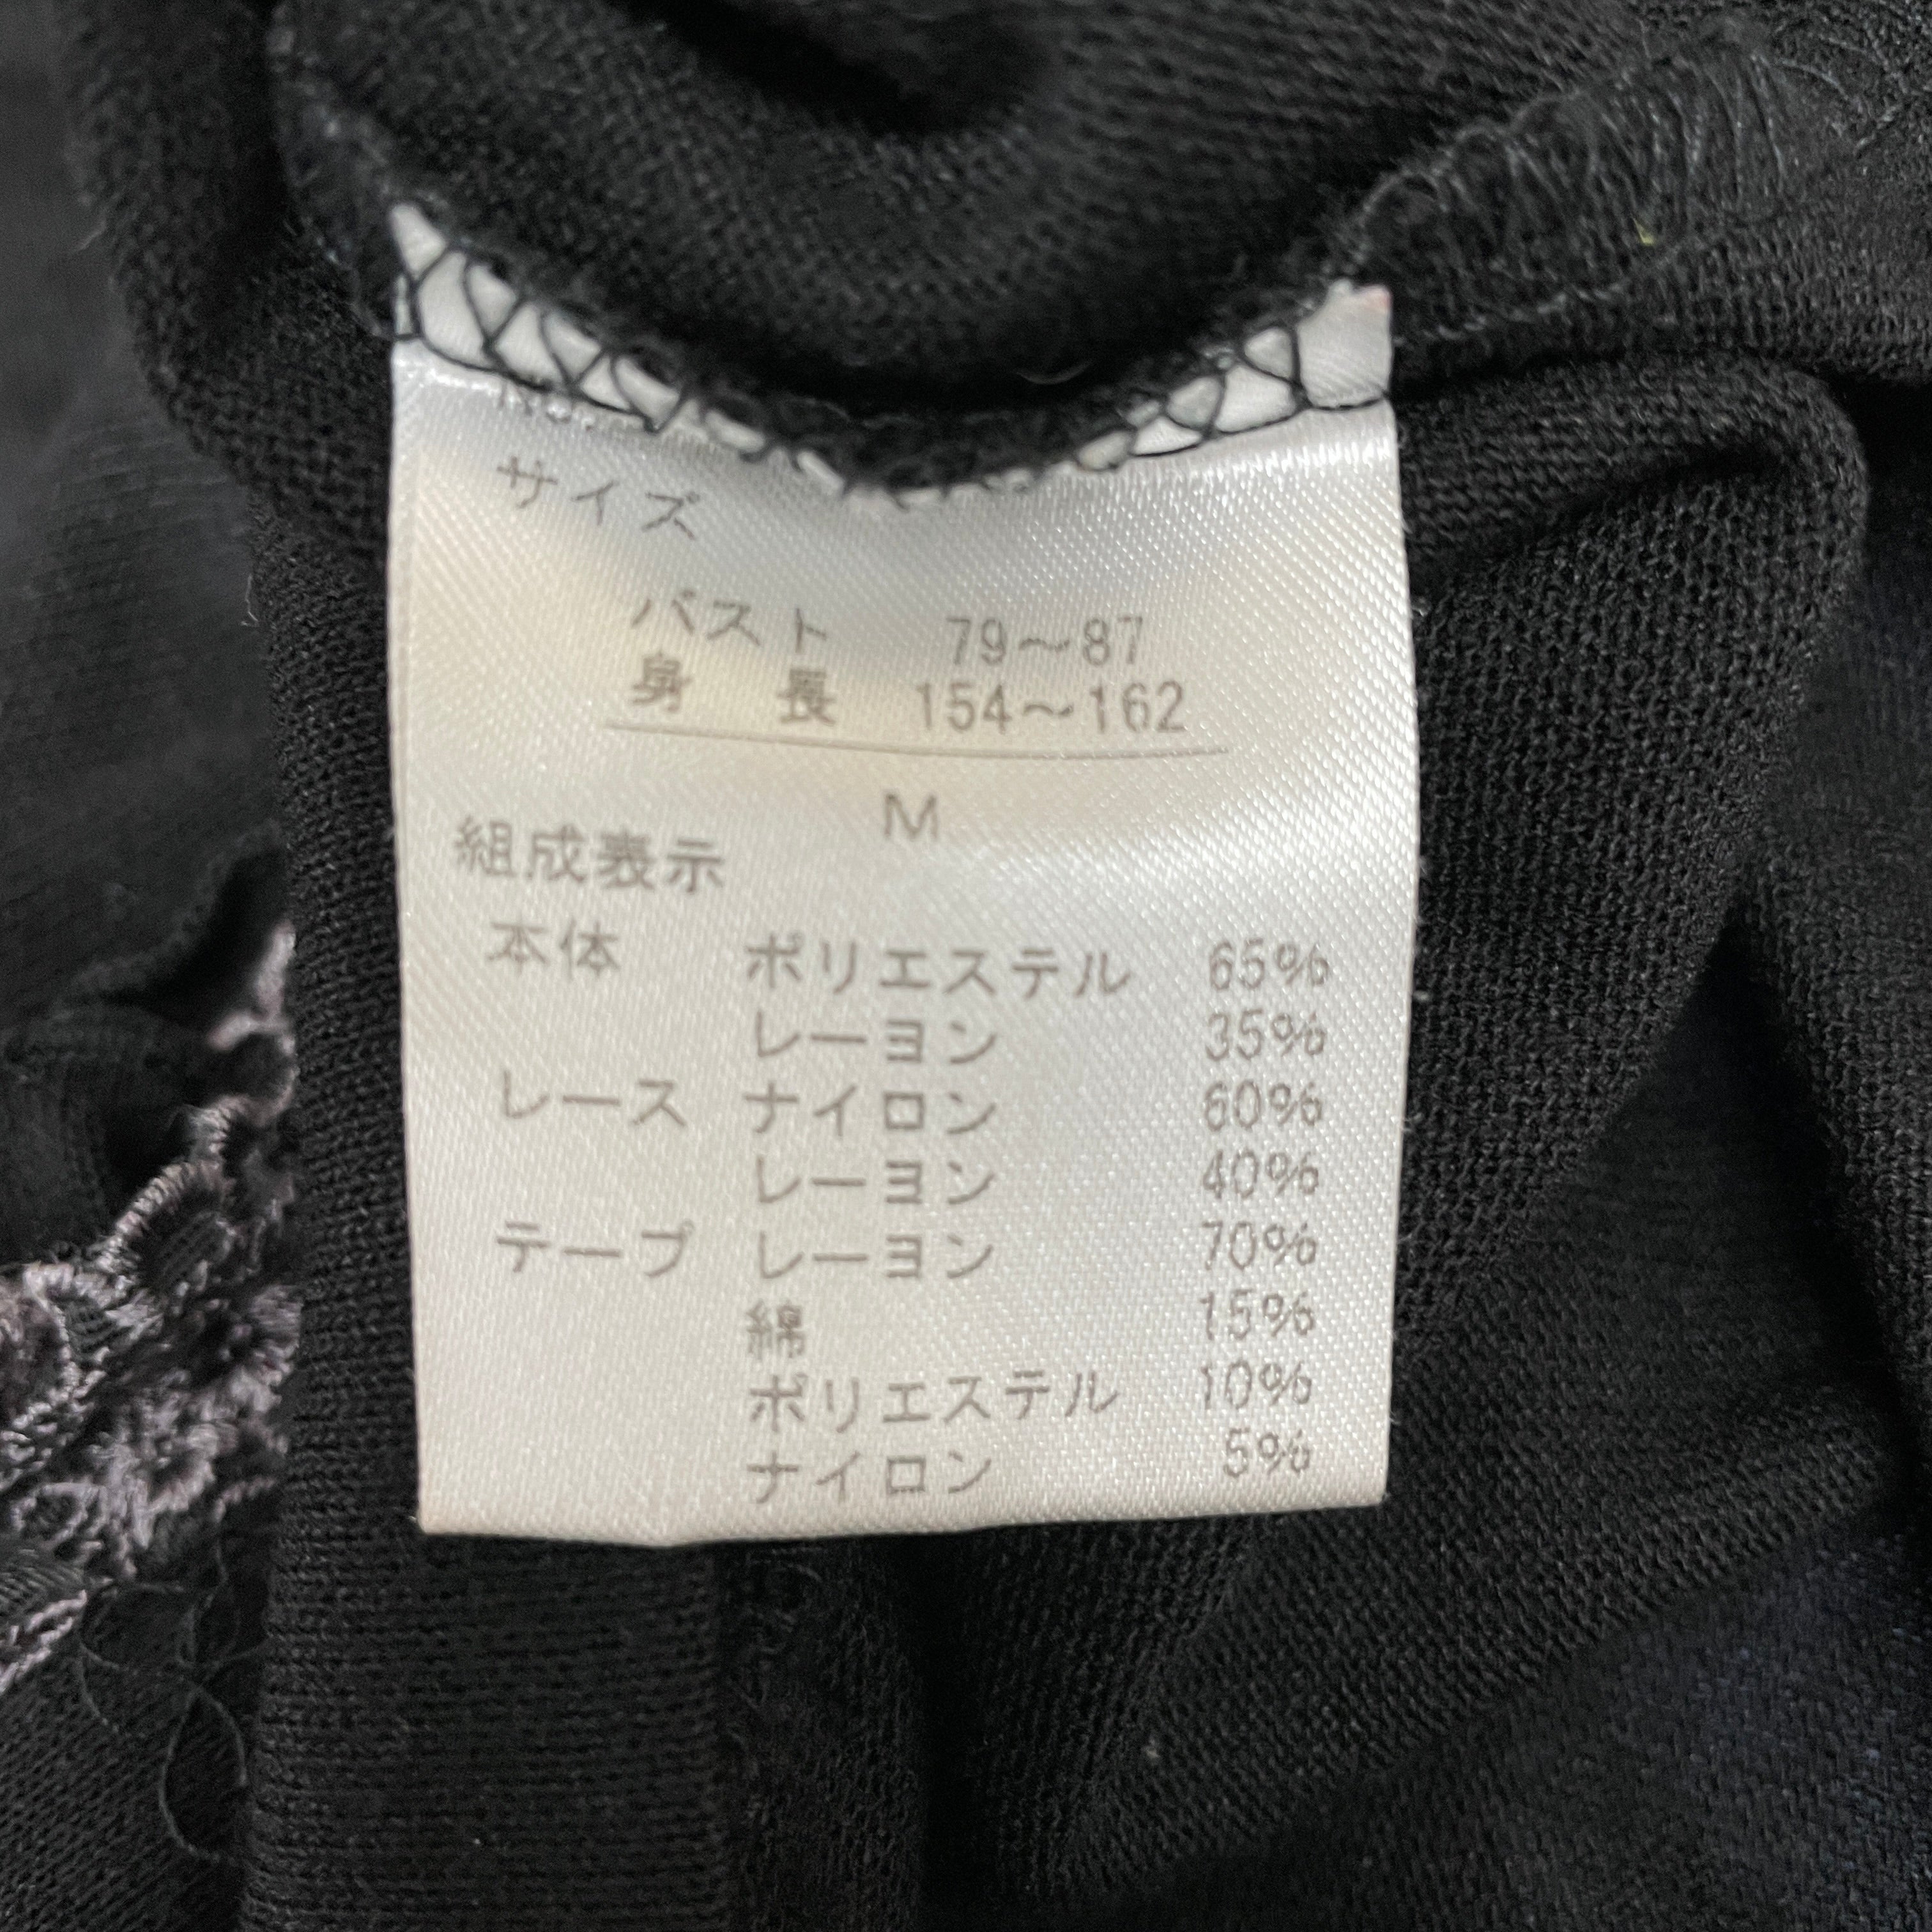 サイズ
バスト 79～87
身長 154～162
M
組成表示
本体 ポリエステル 65%
レーヨン 35%
レース ナイロン 60%
レーヨン 40%
テープ レーヨン 70%
綿 15%
ポリエステル 10%
ナイロン 5%